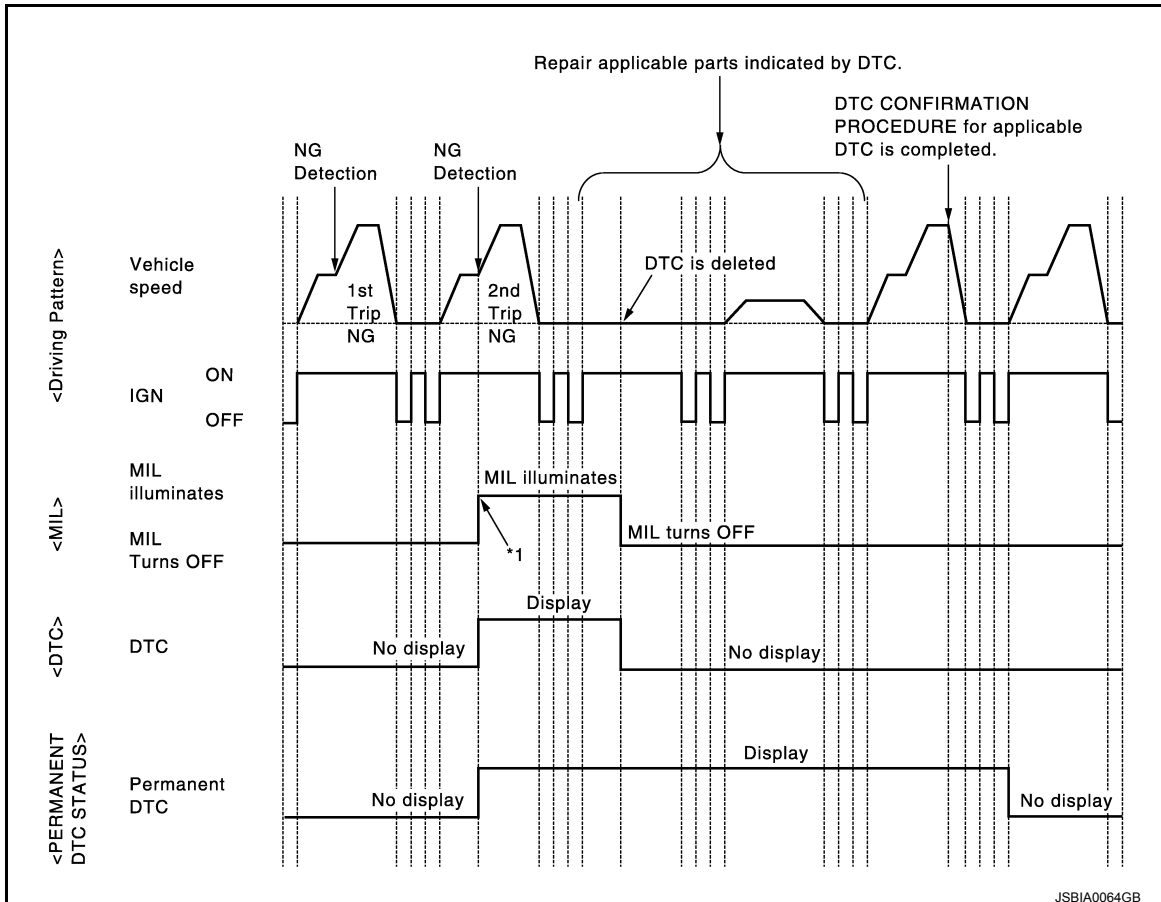 Repair applicable parts indicated by DTC.
DTC CONFIRMATION
PROCEDURE for applicable
DTC is completed.
NG
Detection
NG
Detection
<Driving Pattern>
Vehicle
speed
1st
Trip
NG
2nd
Trip
NG
DTC is deleted
IGN
ON
OFF
<MIL>
MIL
illuminates
MIL
Turns OFF
MIL illuminates
*1
MIL turns OFF
<DTC>
DTC
No display
Display
No display
<PERMANENT
DTC STATUS>
Permanent
DTC
No display
Display
No display
JSBIA0064GB